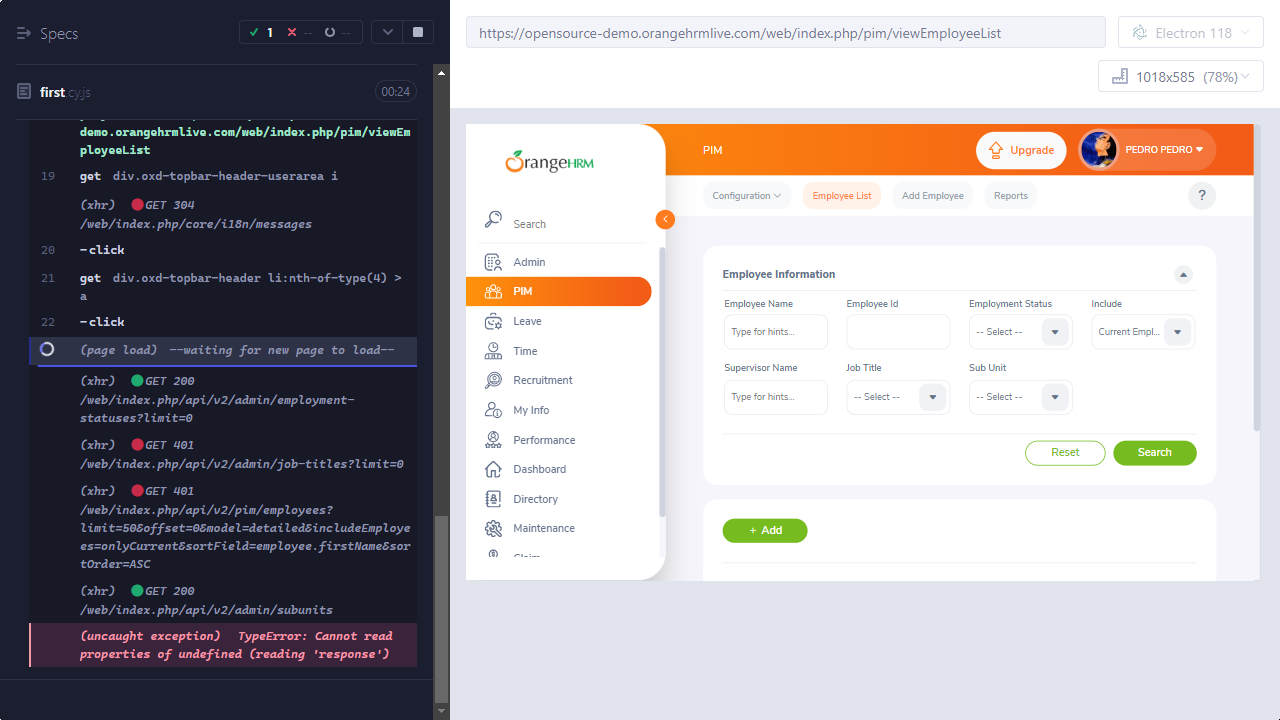 Specs
1
--
--
https://opensource-demo.orangehrmlive.com/web/index.php/pim/viewEmployeeList
Electron 118
1018x585 (78%)
first.cy.js
00:24
demo.orangehrmlive.com/web/index.php/pim/viewEm
ployeeList
19 get div.oxd-topbar-header-userarea i
(xhr) GET 304
/web/index.php/core/i18n/messages
20 -click
21 get div.oxd-topbar-header li:nth-of-type(4) >
a
22 -click
(page load) --waiting for new page to load--
(xhr) GET 200
/web/index.php/api/v2/admin/employment-
statuses?limit=0
(xhr) GET 401
/web/index.php/api/v2/admin/job-titles?limit=0
(xhr) GET 401
/web/index.php/api/v2/pim/employees?
limit=50&offset=0&model=detailed&includeEmploye
es=onlyCurrent&sortField=employee.firstName&sor
tOrder=ASC
(xhr) GET 200
/web/index.php/api/v2/admin/subunits
(uncaught exception) TypeError: Cannot read
properties of undefined (reading 'response')
OrangeHRM
Search
Admin
PIM
Leave
Time
Recruitment
My Info
Performance
Dashboard
Directory
Maintenance
Claim
PIM
Upgrade
PEDRO PEDRO
Configuration
Employee List
Add Employee
Reports
?
Employee Information
Employee Name
Employee Id
Employment Status
Include
Type for hints...
-- Select --
Current Empl...
Supervisor Name
Job Title
Sub Unit
Type for hints...
-- Select --
-- Select --
Reset
Search
+ Add